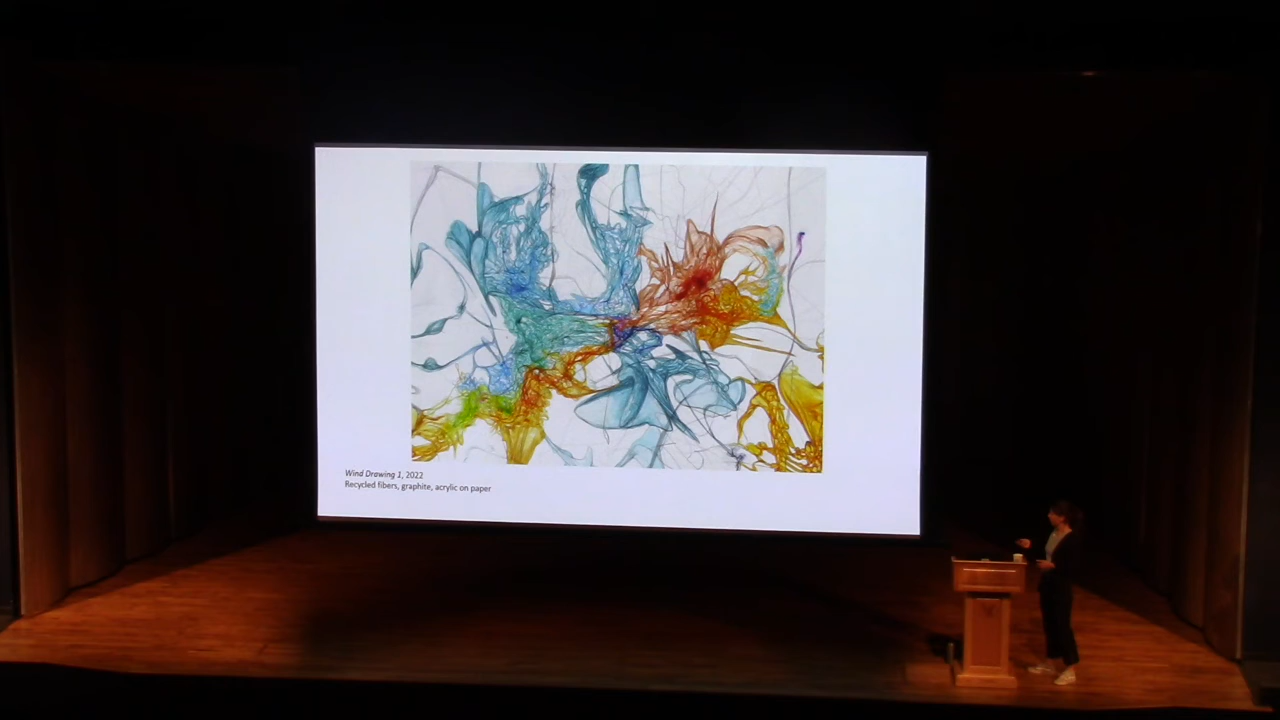 Wind Drawing 1, 2022
Recycled fibers, graphite, acrylic on paper